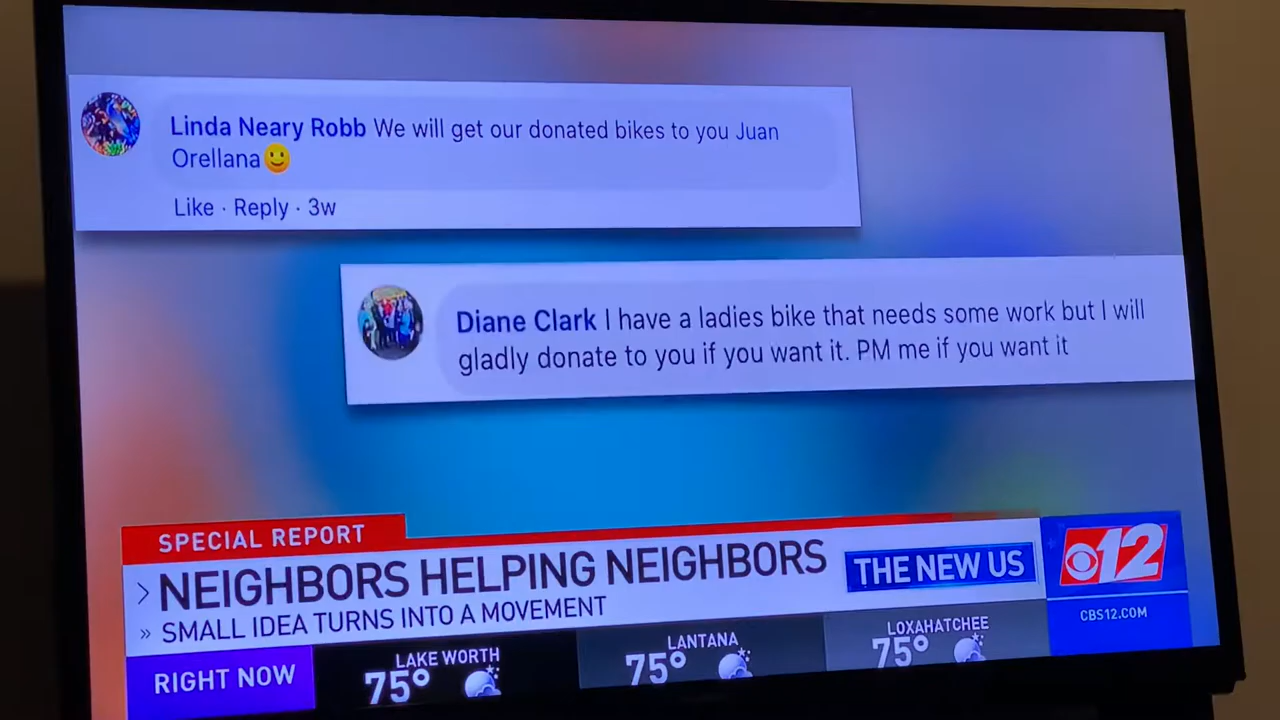 Linda Neary Robb We will get our donated bikes to you Juan
Orellana🙂
Like · Reply · 3w
Diane Clark I have a ladies bike that needs some work but I will
gladly donate to you if you want it. PM me if you want it
SPECIAL REPORT
> NEIGHBORS HELPING NEIGHBORS
» SMALL IDEA TURNS INTO A MOVEMENT
THE NEW US
12
CBS12.COM
RIGHT NOW
LAKE WORTH
75°
LANTANA
75°
LOXAHATCHEE
75°